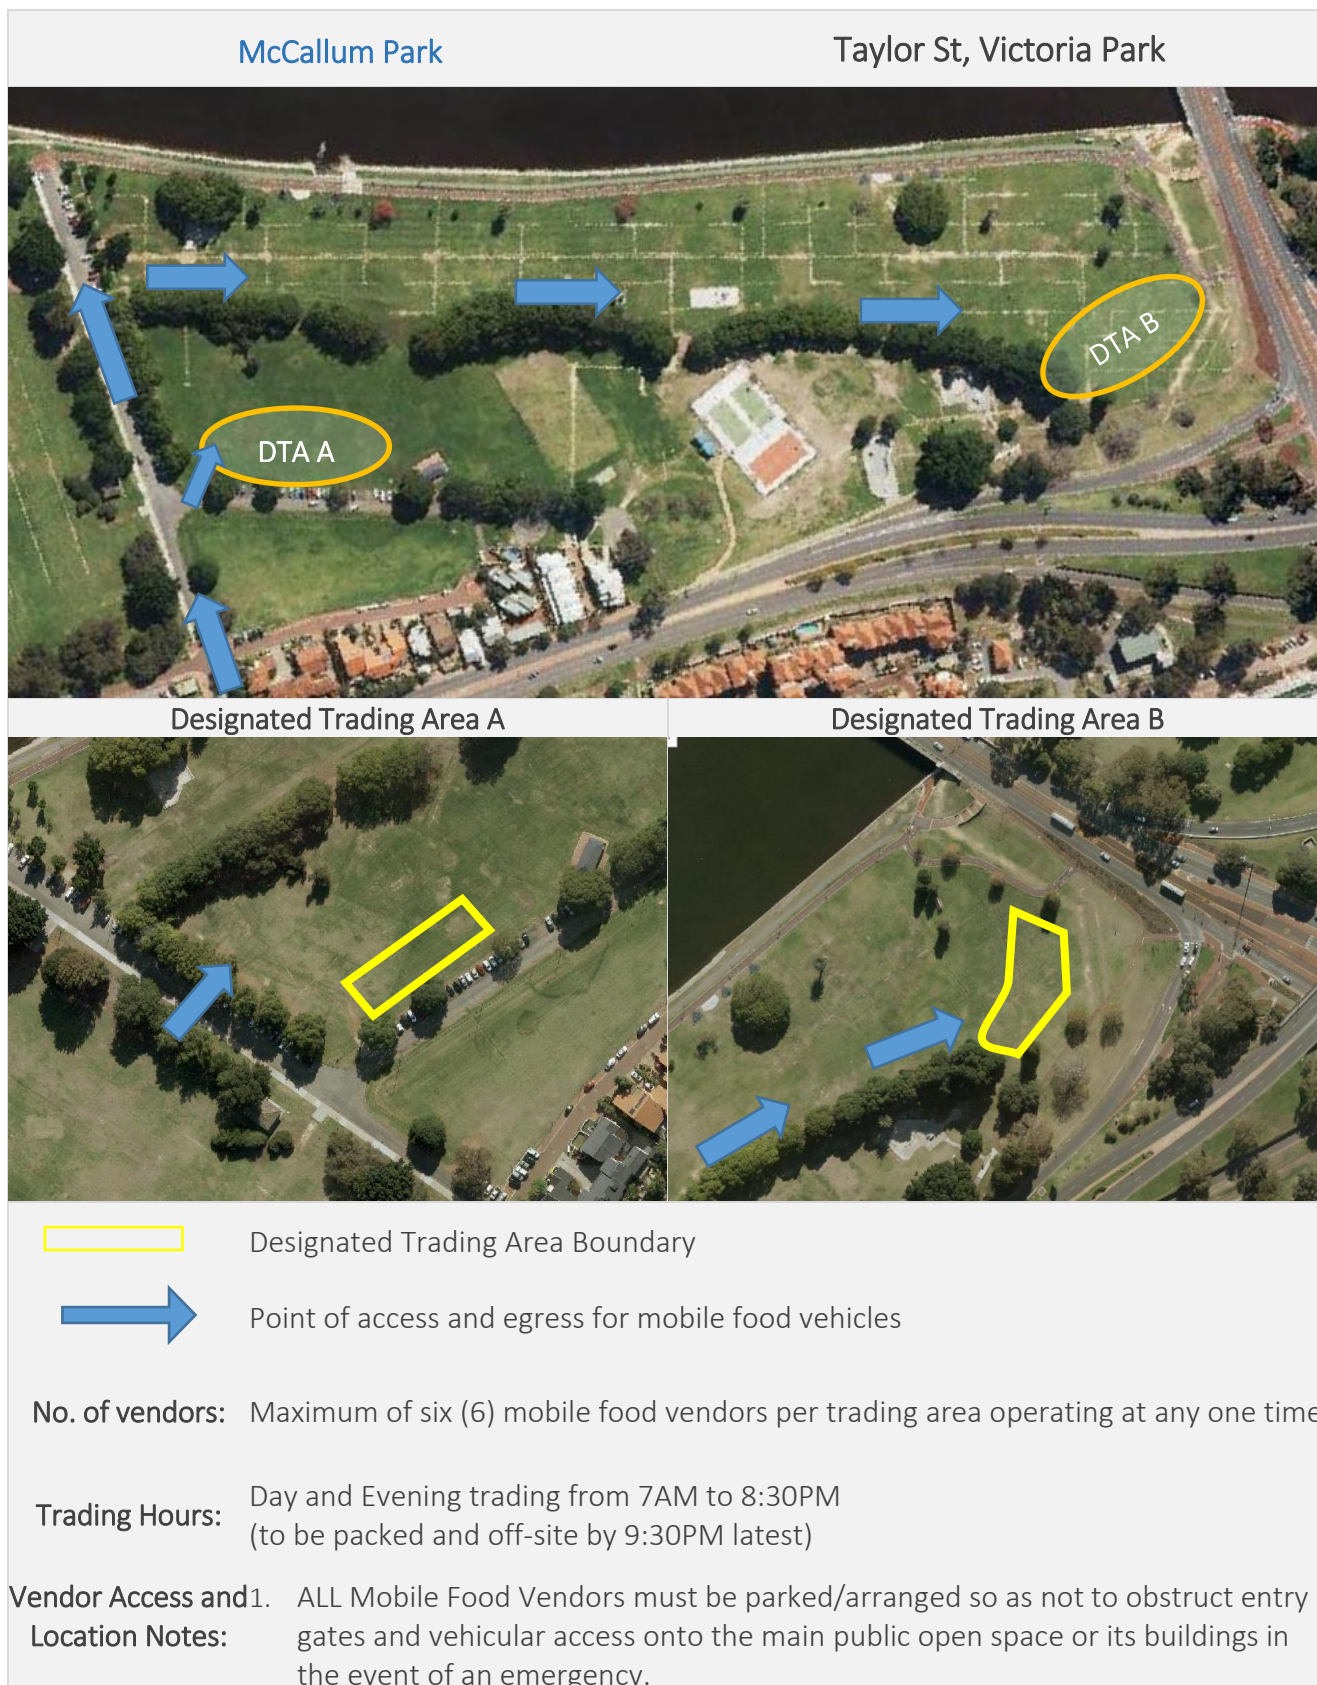 McCallum Park
Taylor St, Victoria Park
DTA A
DTA B
Designated Trading Area A
Designated Trading Area B
Designated Trading Area Boundary
Point of access and egress for mobile food vehicles
No. of vendors:
Maximum of six (6) mobile food vendors per trading area operating at any one time
Trading Hours:
Day and Evening trading from 7AM to 8:30PM
(to be packed and off-site by 9:30PM latest)
Vendor Access and
Location Notes:
1. ALL Mobile Food Vendors must be parked/arranged so as not to obstruct entry
gates and vehicular access onto the main public open space or its buildings in
the event of an emergency.